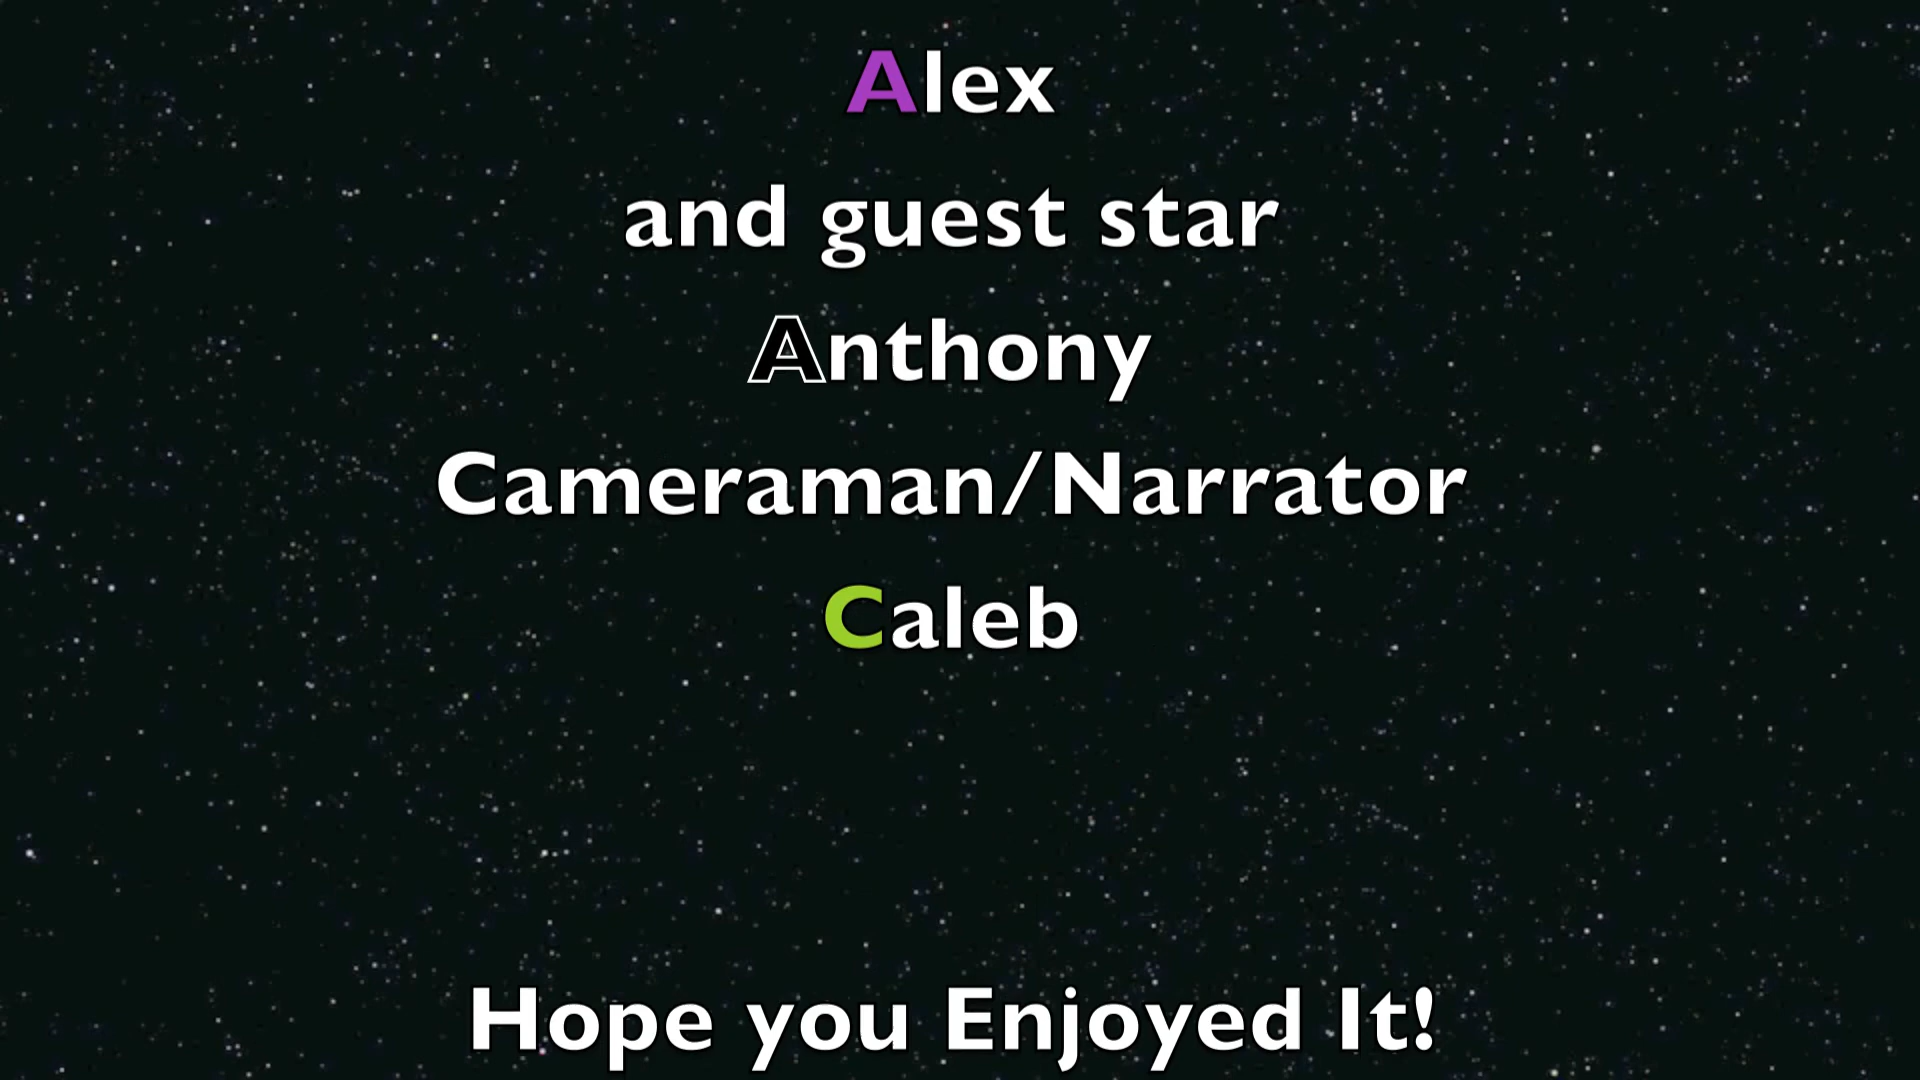 Alex
and guest star
Anthony
Cameraman/Narrator
Caleb
Hope you Enjoyed It!